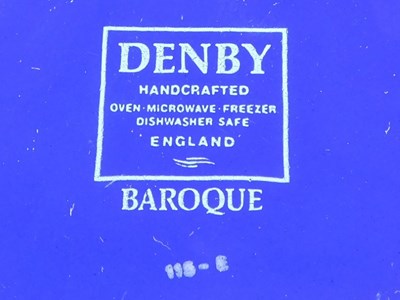 DENBY
HANDCRAFTED
OVEN·MICROWAVE·FREEZER
DISHWASHER SAFE
ENGLAND
BAROQUE